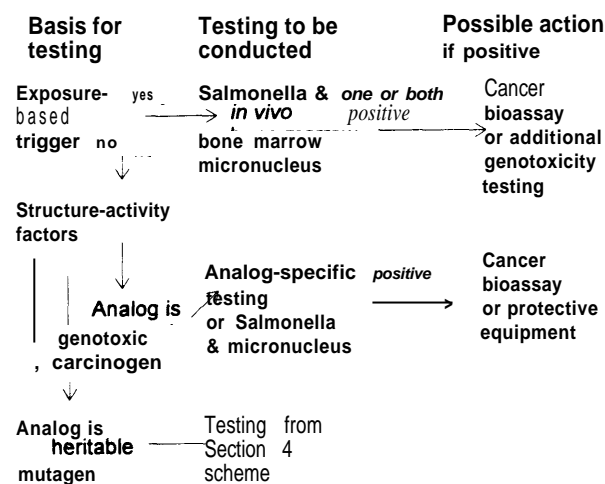 Basis for testing
Testing to be conducted
Possible action if positive
Exposure- based trigger
yes
no
Salmonella & in vivo
bone marrow micronucleus
one or both positive
Cancer bioassay or additional genotoxicity testing
Structure-activity factors
Analog is genotoxic carcinogen
Analog-specific testing or Salmonella & micronucleus
positive
Cancer bioassay or protective equipment
Analog is heritable mutagen
Testing from Section 4 scheme